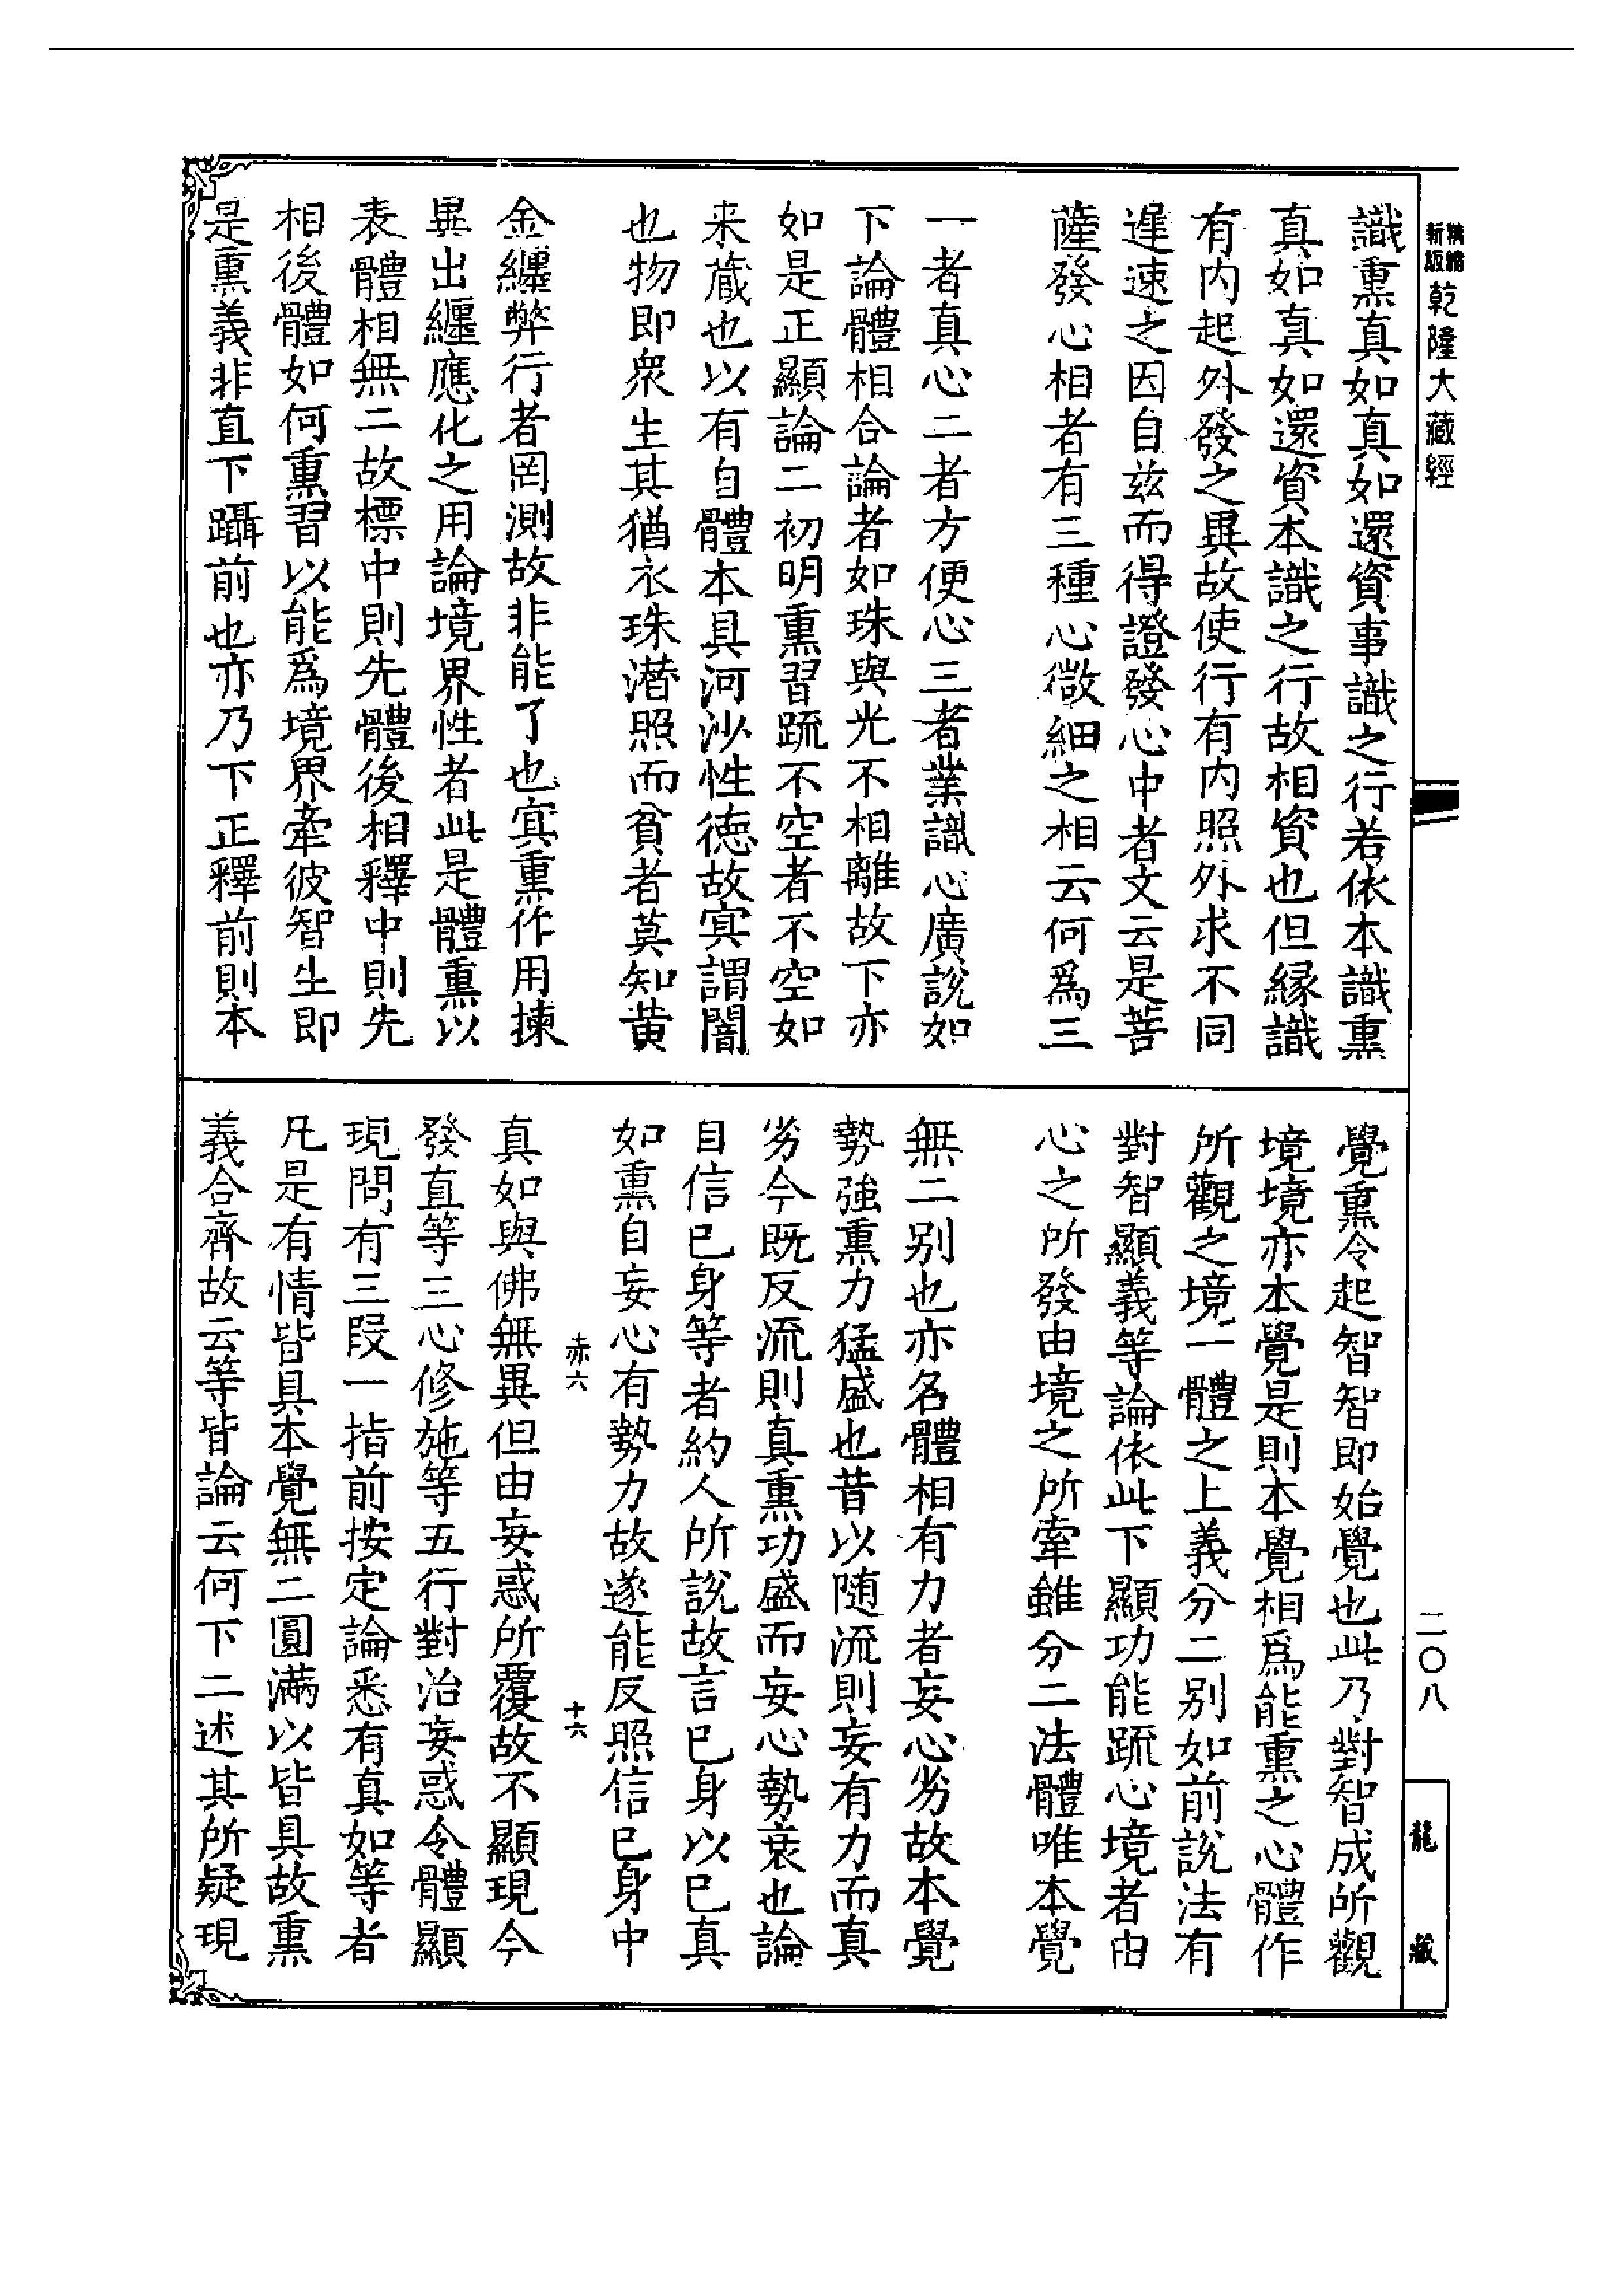 精縮新版乾隆大藏經
識熏真如真如還資事識之行若依本識熏
真如真如還資本識之行故相資也但緣識
有内起外發之異故使行有内照外求不同
遲速之因自玆而得證發心中者文云是菩
薩發心相者有三種心微細之相云何爲三
一者真心二者方便心三者業識心廣說如
下論體相合論者如珠與光不相離故下亦
如是正顯論二初明熏習䟽不空者不空如
来蔵也以有自體本具河沙性德故冥謂闇
也物即衆生其猶衣珠潛照而貧者莫知黄
金纏弊行者罔測故非能了也冥熏作用揀
異出纏應化之用論境界性者此是體熏以
表體相無二故標中則先體後相釋中則先
相後體如何熏習以能爲境界牽彼智生即
是熏義非直下躡前也亦乃下正釋前則本
覺熏令起智智即始覺也此乃對智成所觀
境境亦本覺是則本覺相爲能熏之心體作
所觀之境一體之上義分二別如前說法有
對智顯義等論依此下顯功能䟽心境者由
心之所發由境之所牽雖分二法體唯本覺
無二別也亦名體相有力者妄心劣故本覺
勢強熏力猛盛也昔以随流則妄有力而真
劣今既反流則真熏功盛而妄心勢衰也論
自信已身等者約人所說故言已身以已真
如熏自妄心有勢力故遂能反照信已身中
赤六 十六
真如與佛無異但由妄惑所覆故不顯現今
發直等三心修施等五行對治妄惑令體顯
現問有三段一指前按定論悉有真如等者
凡是有情皆具本覺無二圓滿以皆具故熏
義合齊故云等皆論云何下二述其所疑現
二〇八
龍藏